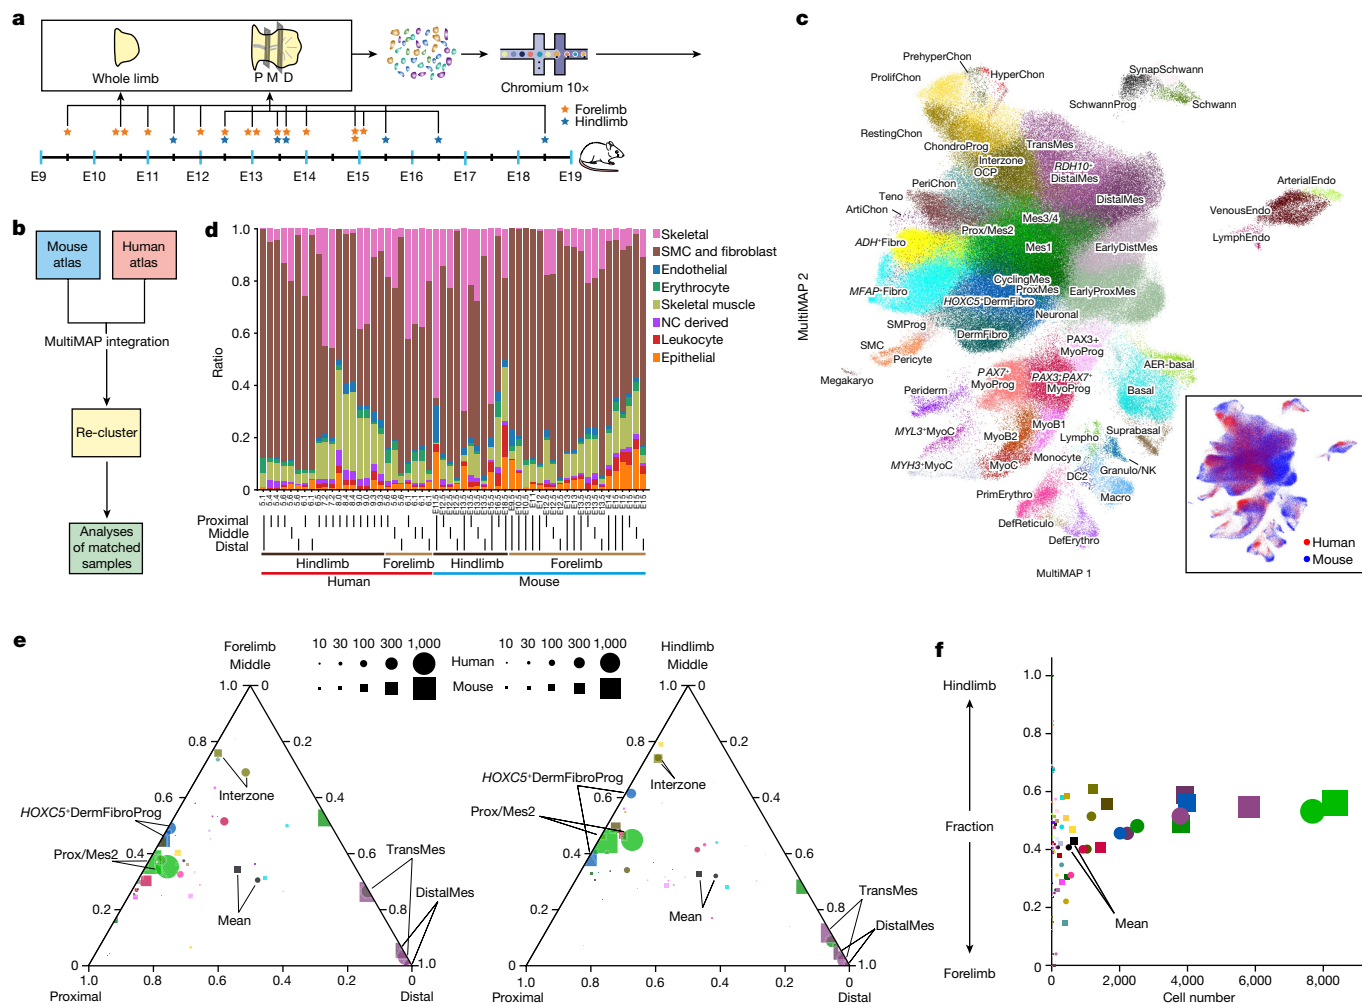 a
Whole limb
P M D
Chromium 10×
Forelimb
Hindlimb
E9
E10
E11
E12
E13
E14
E15
E16
E17
E18
E19
b
Mouse atlas
Human atlas
MultiMAP integration
Re-cluster
Analyses of matched samples
c
PrehyperChon
HyperChon
ProlifChon
RestingChon
ChondroProg
Interzone
OCP
TransMes
RDH10+
DistalMes
DistalMes
PeriChon
Teno
ArtiChon
Mes3/4
Prox/Mes2
Mes1
ADH+Fibro
EarlyDistMes
CyclingMes
ProxMes
MFAP+Fibro
HOXC5+DermFibro
EarlyProxMes
Neuronal
DermFibro
SMProg
SMC
Pericyte
Megakaryo
PAX3+
MyoProg
PAX7+
MyoProg
PAX3+PAX7+
MyoProg
AER-basal
Basal
Periderm
MYL3+MyoC
MYH3+MyoC
MyoB1
MyoB2
MyoC
Lympho
Monocyte
Suprabasal
Granulo/NK
DC2
Macro
PrimErythro
DefReticulo
DefErythro
SynapSchwann
SchwannProg
Schwann
ArterialEndo
VenousEndo
LymphEndo
MultiMAP 2
MultiMAP 1
Human
Mouse
d
Ratio
1.0
0.8
0.6
0.4
0.2
0
Skeletal
SMC and fibroblast
Endothelial
Erythrocyte
Skeletal muscle
NC derived
Leukocyte
Epithelial
Proximal
Middle
Distal
Hindlimb
Forelimb
Hindlimb
Forelimb
Human
Mouse
e
Forelimb
Middle
10 30 100 300 1,000
Human
Mouse
10 30 100 300 1,000
Hindlimb
Middle
1.0 0
0.8 0.2
0.6 0.4
0.4 0.6
0.2 0.8
0 1.0
1.0 0.8 0.6 0.4 0.2 0
Proximal
Distal
Interzone
HOXC5+DermFibroProg
Prox/Mes2
Mean
TransMes
DistalMes
1.0 0
0.8 0.2
0.6 0.4
0.4 0.6
0.2 0.8
0 1.0
1.0 0.8 0.6 0.4 0.2 0
Proximal
Distal
Interzone
HOXC5+DermFibroProg
Prox/Mes2
Mean
TransMes
DistalMes
f
Hindlimb
Fraction
Forelimb
1.0
0.8
0.6
0.4
0.2
0
Mean
0 2,000 4,000 6,000 8,000
Cell number